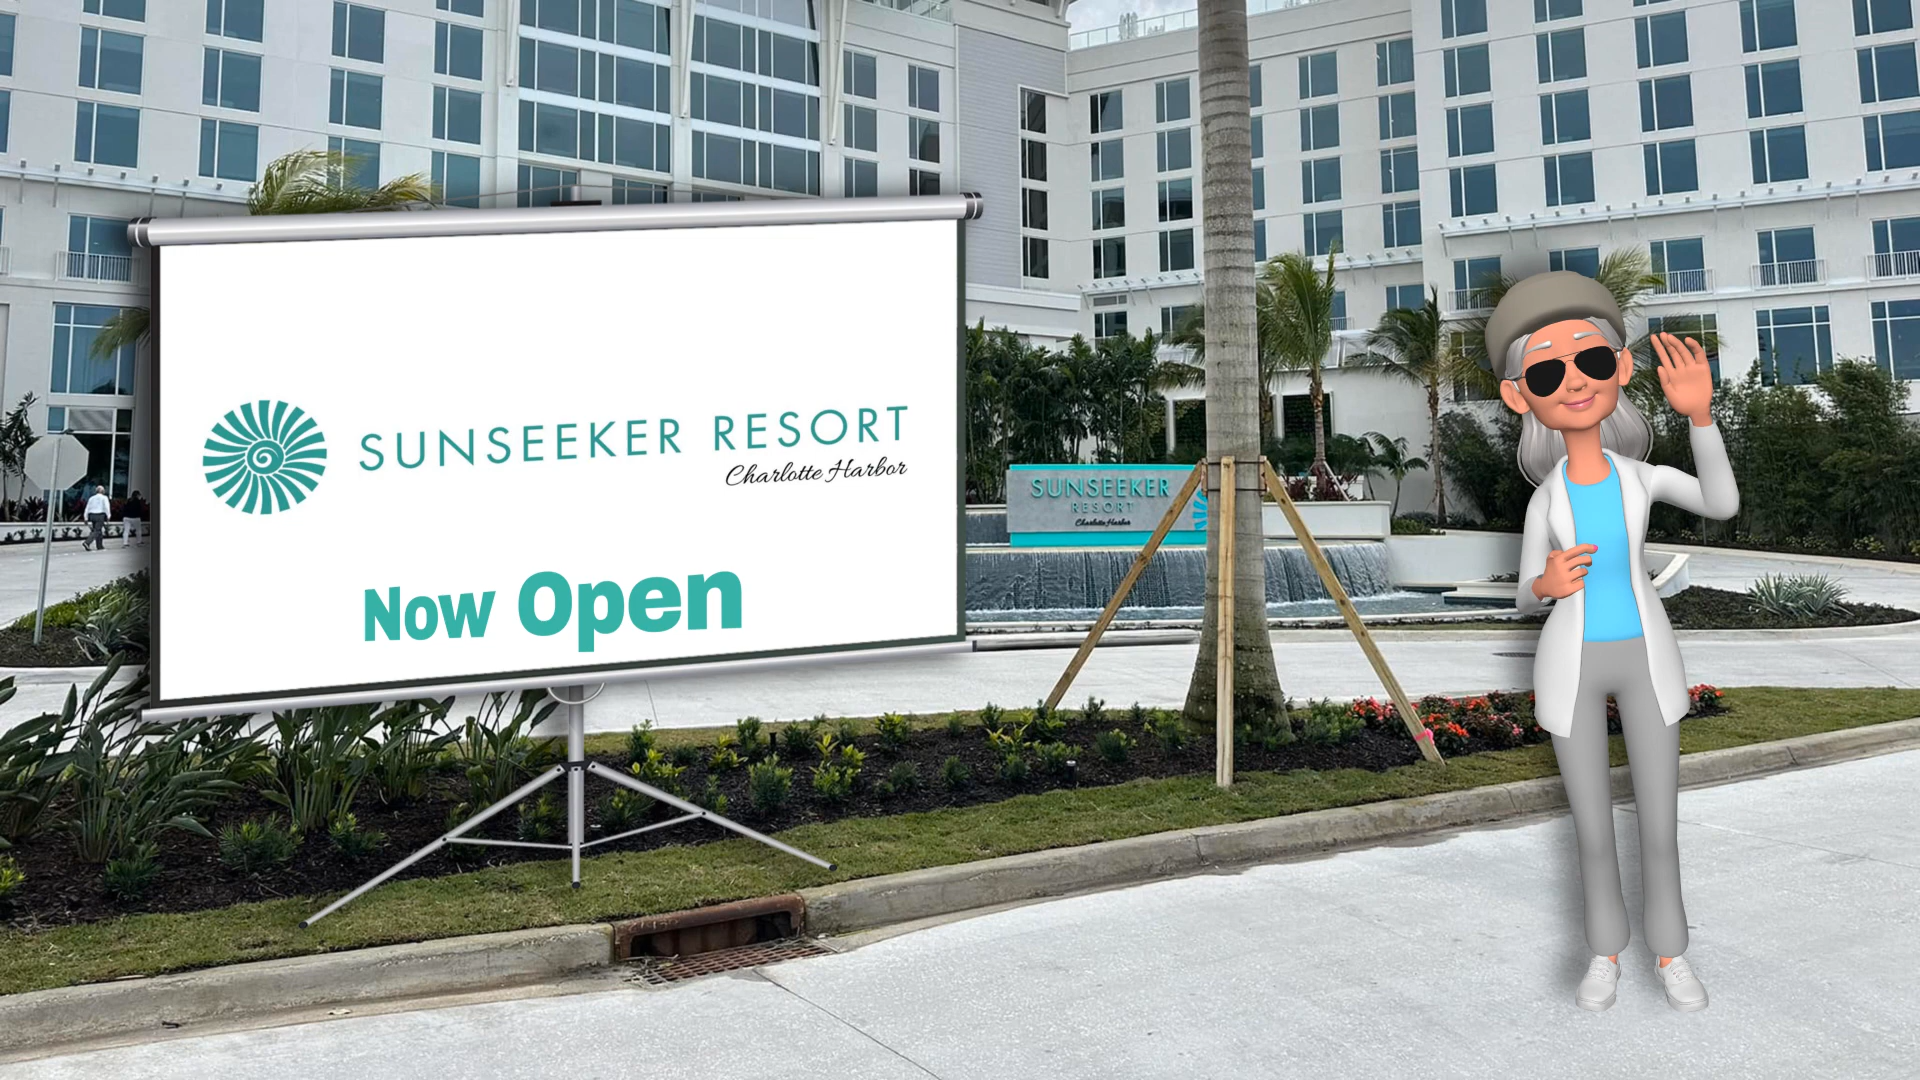 SUNSEEKER RESORT
Charlotte Harbor
Now Open
SUNSEEKER
RESORT
Charlotte Harbor